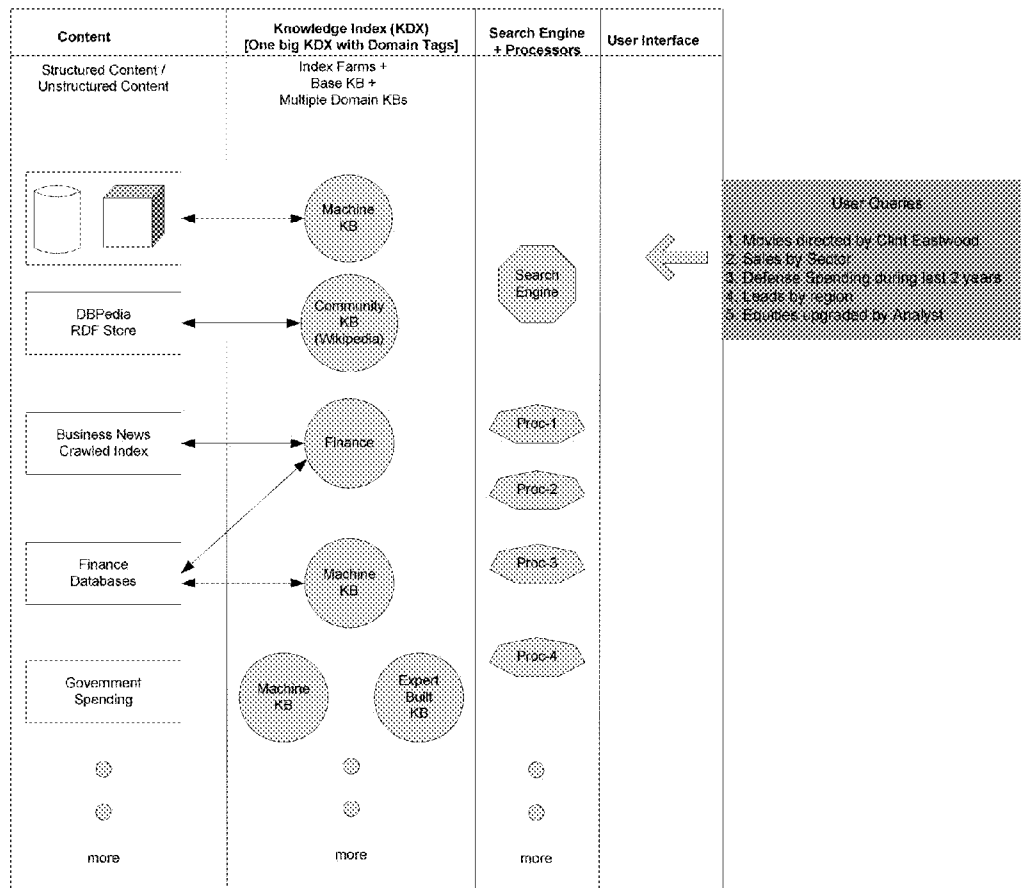 Content
Knowledge Index (KDX)
[One big KDX with Domain Tags]
Search Engine
+ Processors
User Interface
Structured Content /
Unstructured Content
Index Farms +
Base KB +
Multiple Domain KBs
Machine
KB
User Queries
1. Movies directed by Clint Eastwood
2. Sales by Sector
3. Defense Spending during last 2 years
4. Leads by region
5. Equities upgraded by Analyst
Search
Engine
DBPedia
RDF Store
Community
KB
(Wikipedia)
Business News
Crawled Index
Finance
Proc-1
Proc-2
Finance
Databases
Machine
KB
Proc-3
Proc-4
Government
Spending
Machine
KB
Expert
Built
KB
more
more
more